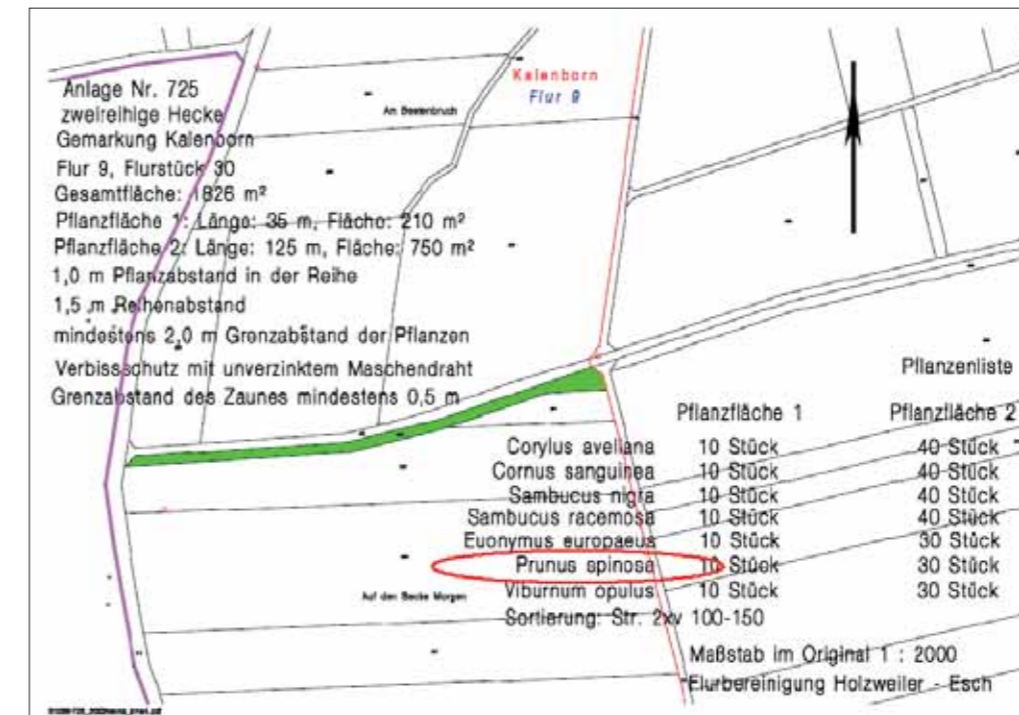 Anlage Nr. 725
zweireihige Hecke
Gemarkung Kalenborn
Flur 9, Flurstück 30
Gesamtfläche: 1826 m²
Pflanzfläche 1: Länge: 35 m, Fläche: 210 m²
Pflanzfläche 2: Länge: 125 m, Fläche: 750 m²
1,0 m Pflanzabstand in der Reihe
1,5 m Reihenabstand
mindestens 2,0 m Grenzabstand der Pflanzen
Verbissschutz mit unverzinktem Maschendraht
Grenzabstand des Zaunes mindestens 0,5 m
Am Beetenbruch
Kalenborn
Flur 9
Pflanzenliste
Pflanzfläche 1 Pflanzfläche 2
Corylus avellana 10 Stück 40 Stück
Cornus sanguinea 10 Stück 40 Stück
Sambucus nigra 10 Stück 40 Stück
Sambucus racemosa 10 Stück 40 Stück
Euonymus europaeus 10 Stück 30 Stück
Prunus spinosa 10 Stück 30 Stück
Viburnum opulus 10 Stück 30 Stück
Sortierung: Str. 2xv 100-150
Auf den Becke Morgen
Maßstab im Original 1 : 2000
Flurbereinigung Holzweiler - Esch